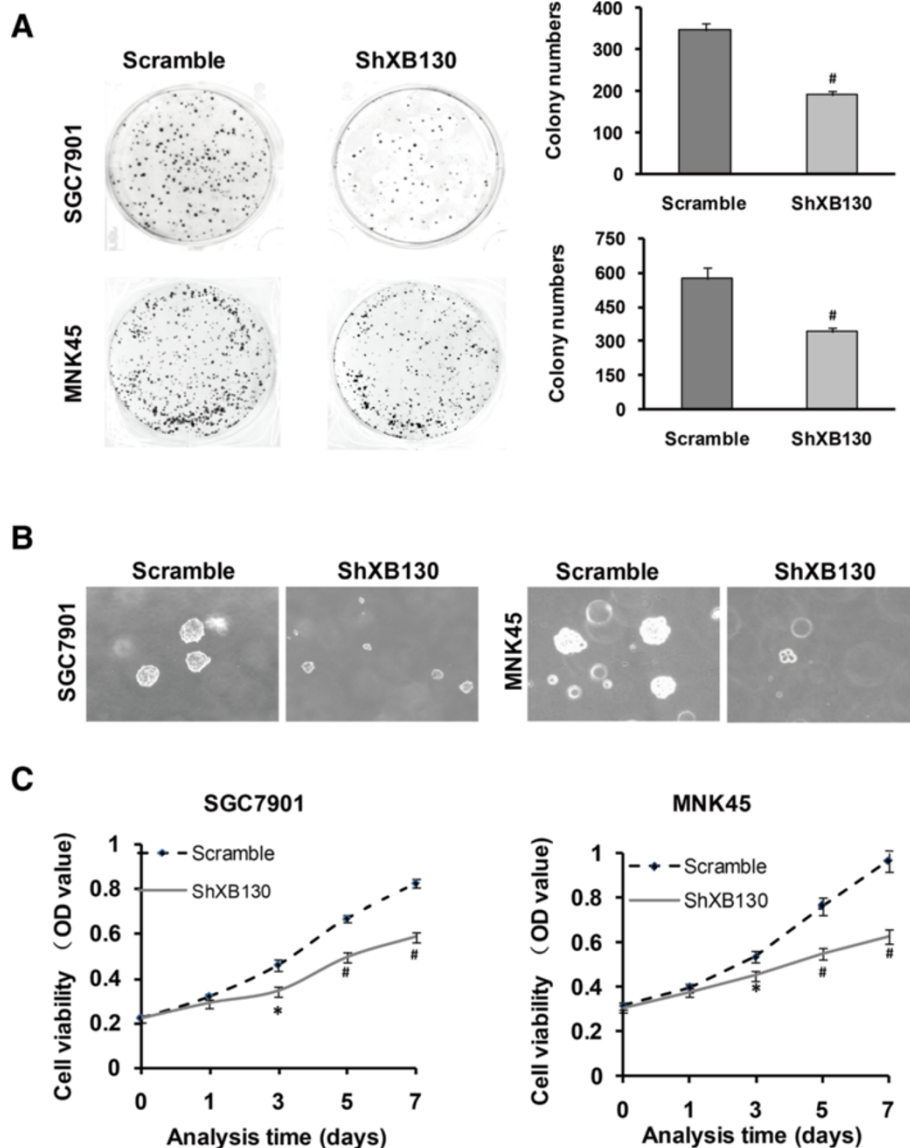 A
Scramble
ShXB130
SGC7901
MNK45
Colony numbers
400
300
200
100
0
#
Scramble
ShXB130
Colony numbers
750
600
450
300
150
0
#
Scramble
ShXB130
B
Scramble
ShXB130
Scramble
ShXB130
SGC7901
MNK45
C
SGC7901
Cell viability （OD value)
1
0.8
0.6
0.4
0.2
0
Scramble
ShXB130
*
#
#
0 1 3 5 7
Analysis time (days)
MNK45
Cell viability （OD value)
1
0.8
0.6
0.4
0.2
0
Scramble
ShXB130
*
#
#
0 1 3 5 7
Analysis time (days)